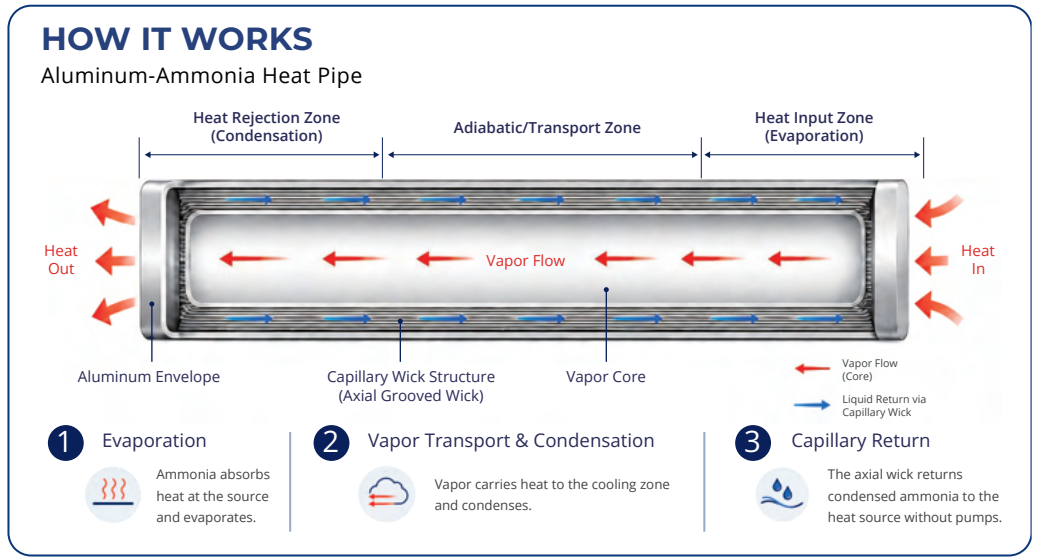 HOW IT WORKS
Aluminum-Ammonia Heat Pipe
Heat Rejection Zone
(Condensation)
Adiabatic/Transport Zone
Heat Input Zone
(Evaporation)
Heat
Out
Vapor Flow
Heat
In
Aluminum Envelope
Capillary Wick Structure
(Axial Grooved Wick)
Vapor Core
Vapor Flow
(Core)
Liquid Return via
Capillary Wick
1 Evaporation
Ammonia absorbs
heat at the source
and evaporates.
2 Vapor Transport & Condensation
Vapor carries heat to the cooling zone
and condenses.
3 Capillary Return
The axial wick returns
condensed ammonia to the
heat source without pumps.